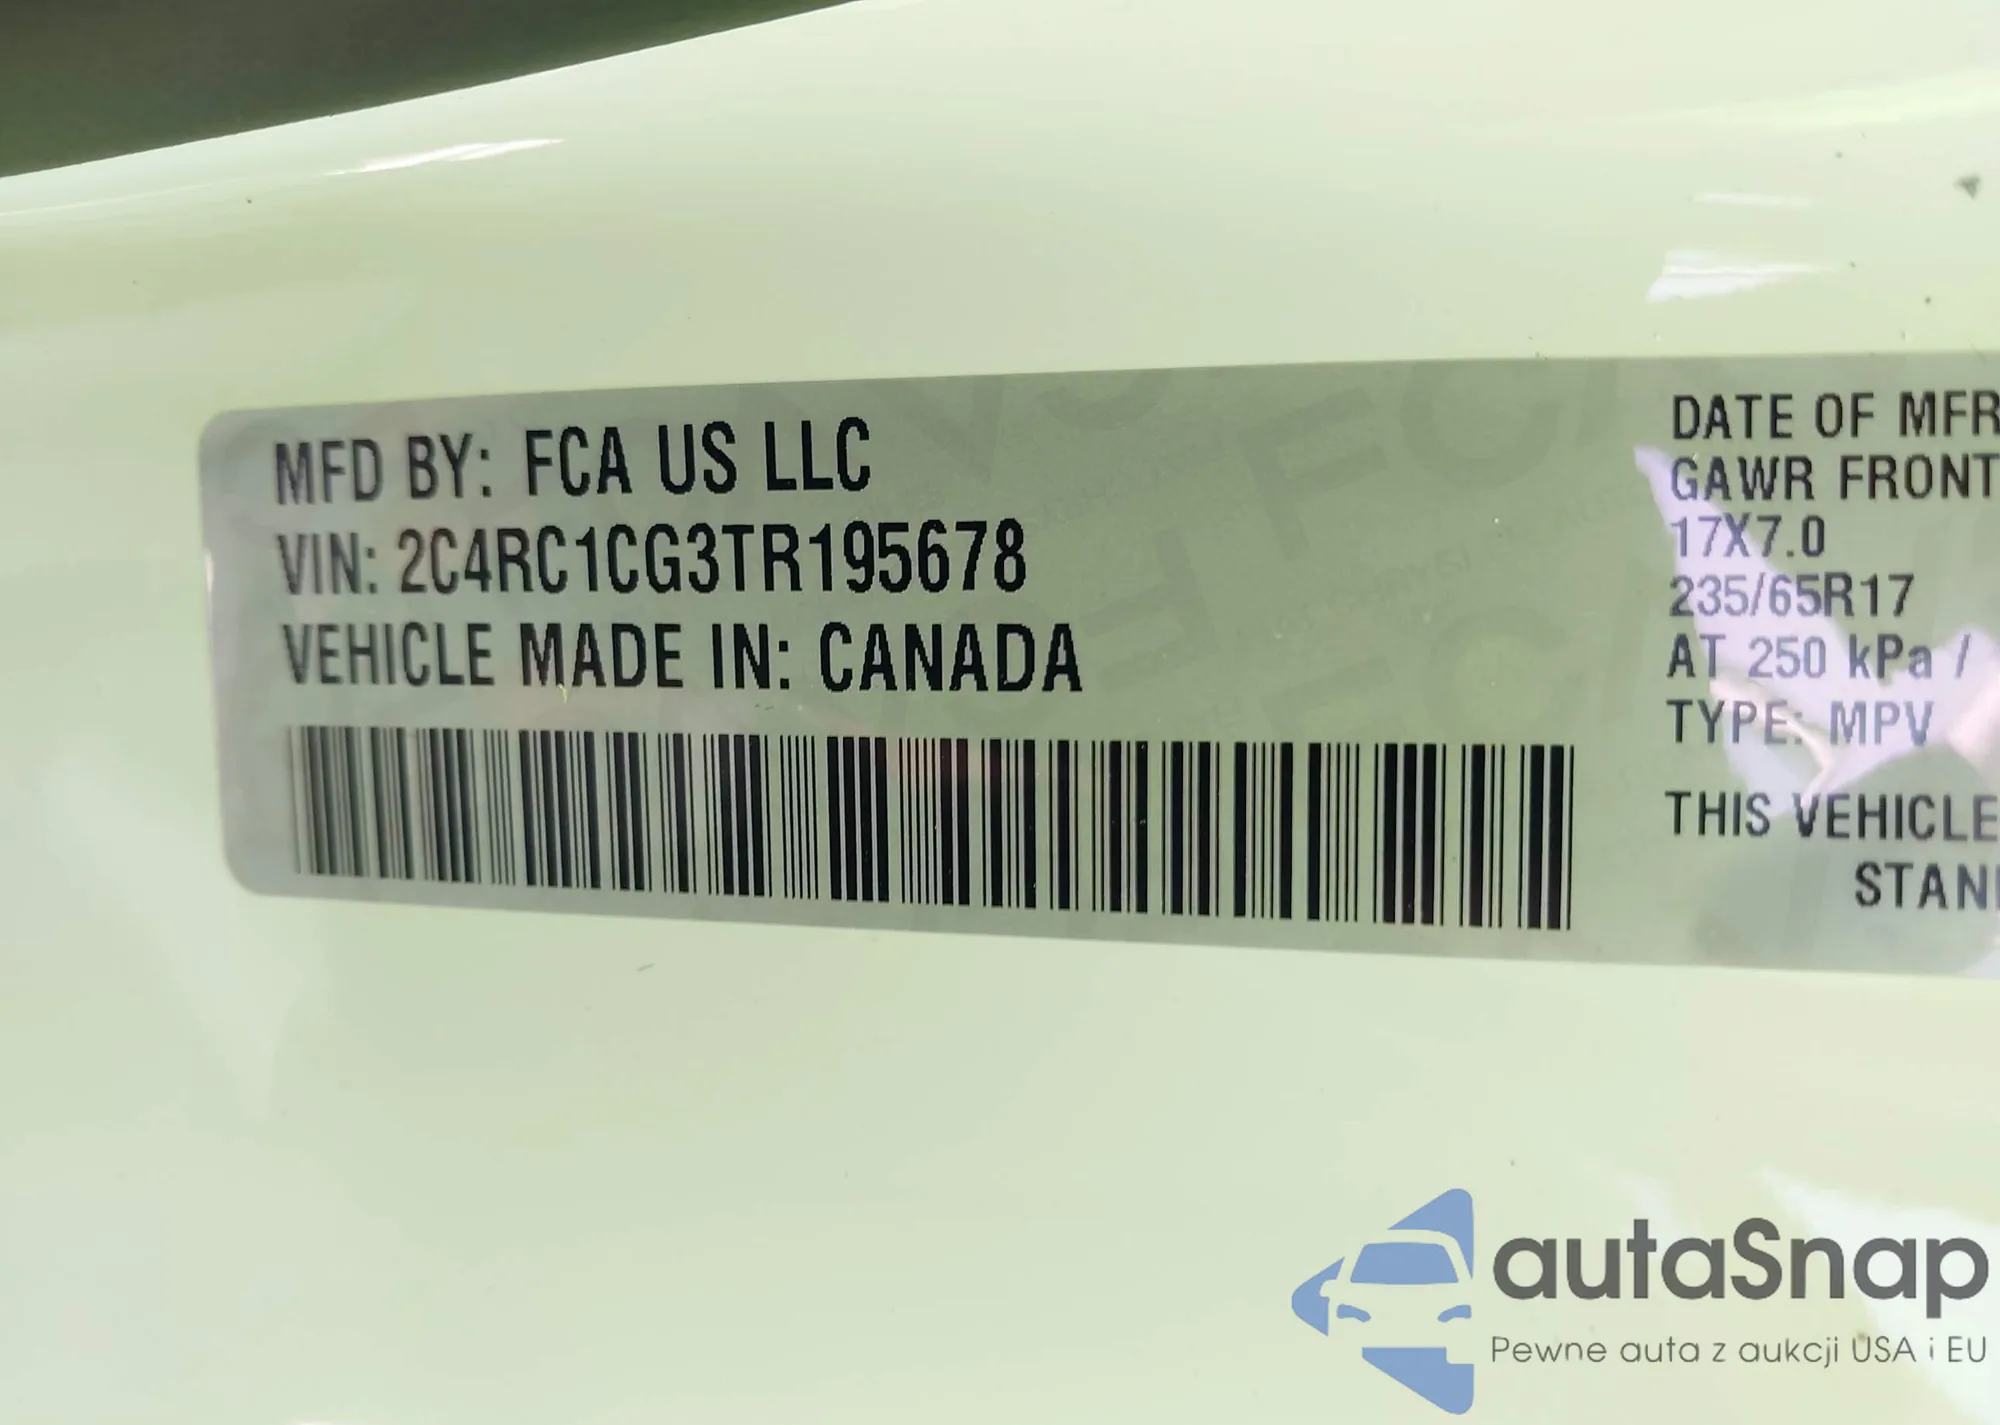 MFD BY: FCA US LLC
VIN: 2C4RC1CG3TR195678
VEHICLE MADE IN: CANADA
DATE OF MFR
GAWR FRONT
17X7.0
235/65R17
AT 250 kPa /
TYPE: MPV
THIS VEHICLE
STAN
autaSnap
Pewne auta z aukcji USA i EU